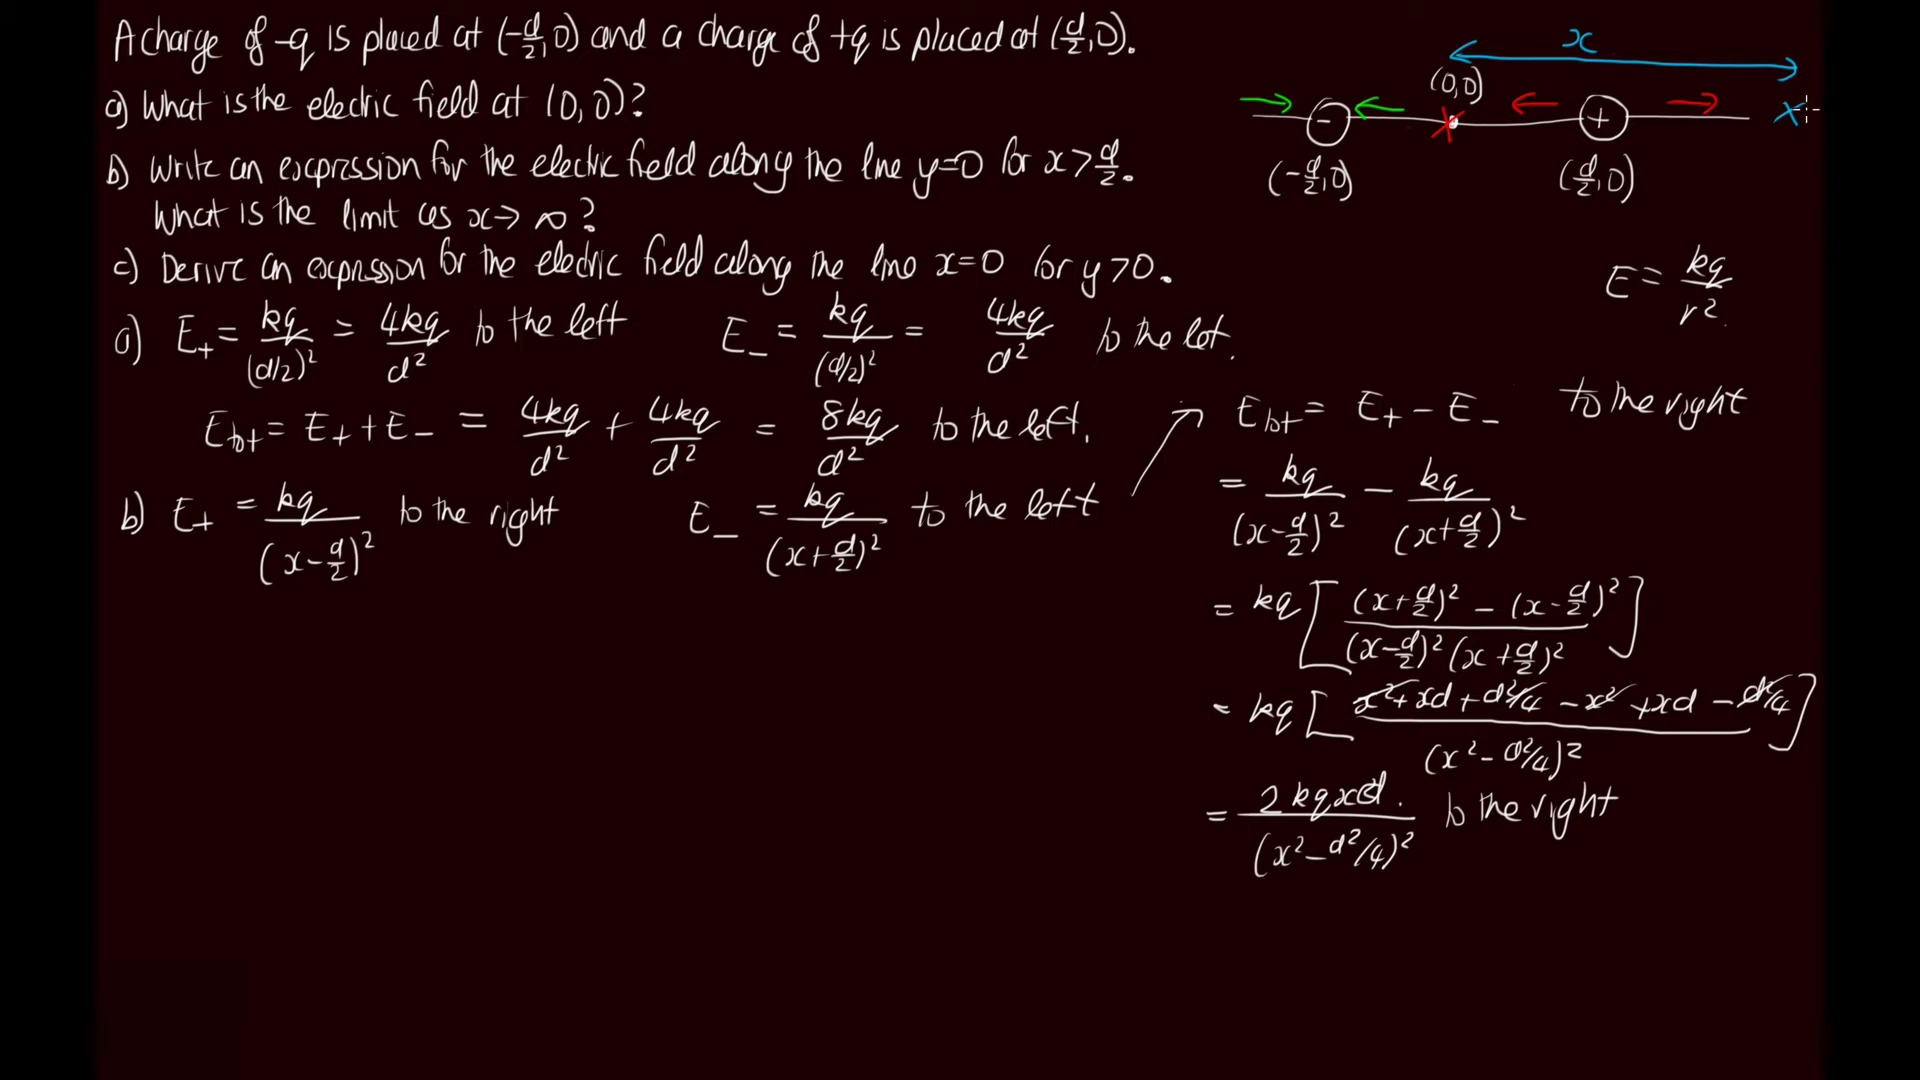 A charge of -q is placed at (-d/2, 0) and a charge of +q is placed at (d/2, 0).
a) What is the electric field at (0, 0)?
b) Write an expression for the electric field along the line y=0 for x > d/2.
What is the limit as x → ∞?
c) Derive an expression for the electric field along the line x=0 for y > 0.
x
(0, 0)
- +
(-d/2, 0) (d/2, 0)
E = kq/r²
a) E₊ = kq/(d/2)² = 4kq/d² to the left E₋ = kq/(d/2)² = 4kq/d² to the left.
E tot = E₊ + E₋ = 4kq/d² + 4kq/d² = 8kq/d² to the left.
b) E₊ = kq/(x - d/2)² to the right E₋ = kq/(x + d/2)² to the left
E tot = E₊ - E₋ to the right
= kq/(x - d/2)² - kq/(x + d/2)²
= kq [ (x + d/2)² - (x - d/2)² / (x - d/2)² (x + d/2)² ]
= kq [ x² + xd + d²/4 - x² + xd - d²/4 / (x² - d²/4)² ]
= 2kqxd / (x² - d²/4)² to the right